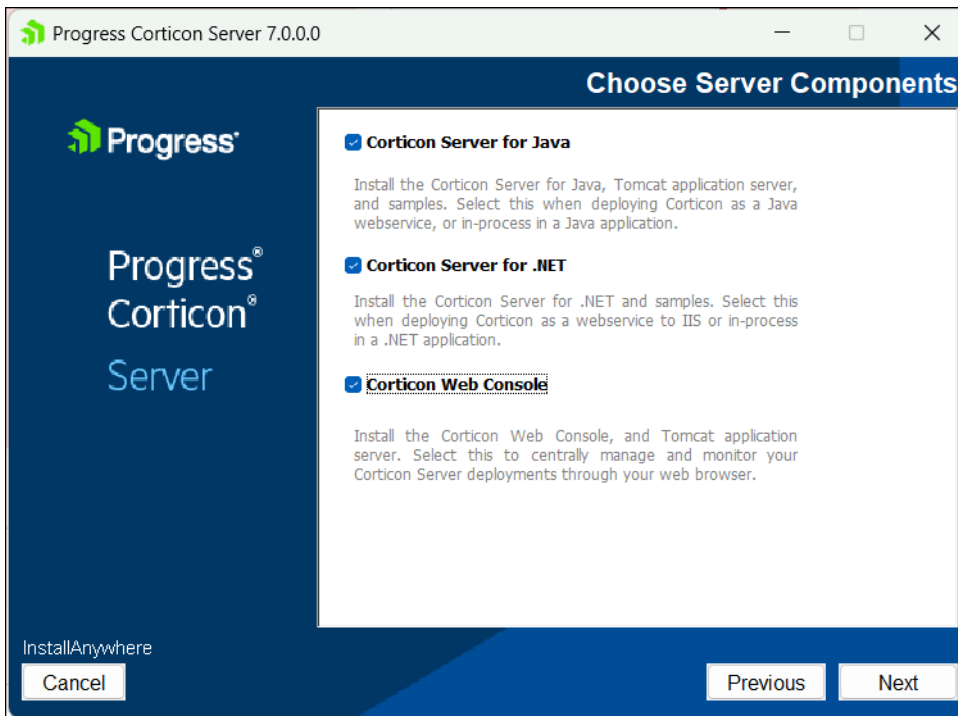 Progress Corticon Server 7.0.0.0
Choose Server Components
Progress
Progress®
Corticon®
Server
Corticon Server for Java
Install the Corticon Server for Java, Tomcat application server,
and samples. Select this when deploying Corticon as a Java
webservice, or in-process in a Java application.
Corticon Server for .NET
Install the Corticon Server for .NET and samples. Select this
when deploying Corticon as a webservice to IIS or in-process
in a .NET application.
Corticon Web Console
Install the Corticon Web Console, and Tomcat application
server. Select this to centrally manage and monitor your
Corticon Server deployments through your web browser.
InstallAnywhere
Cancel
Previous
Next